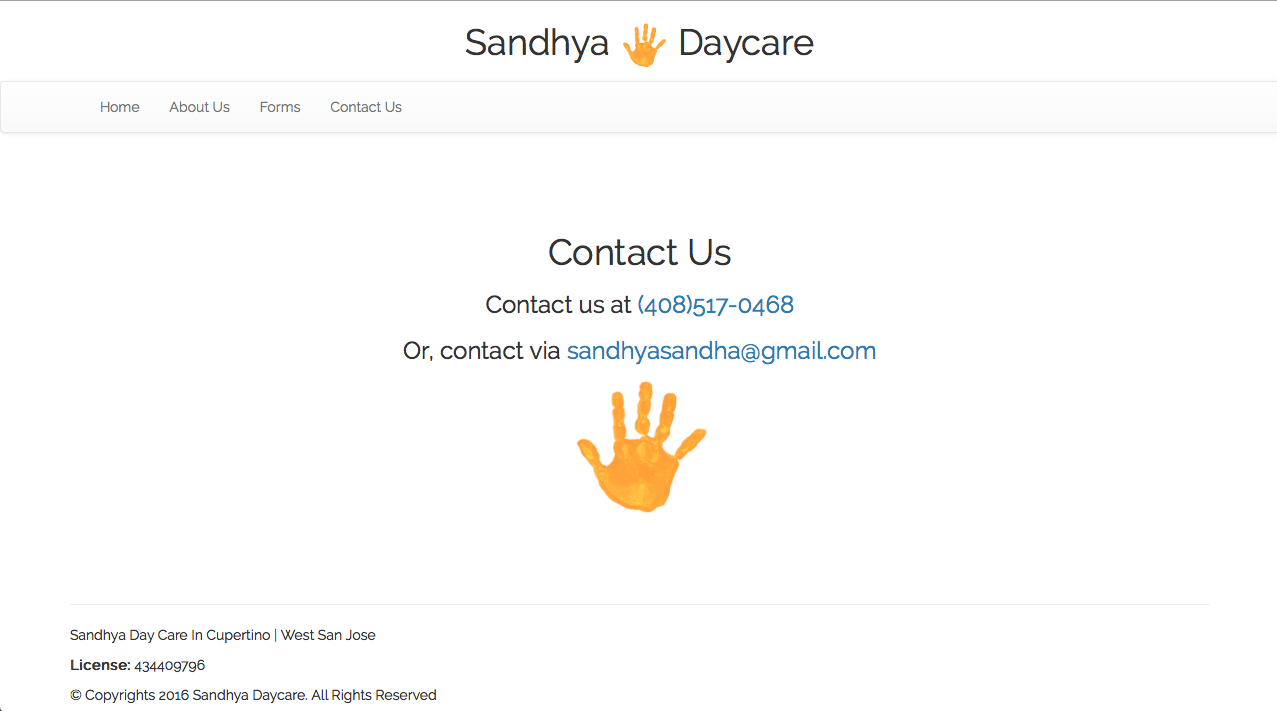 Sandhya Daycare
Home About Us Forms Contact Us
Contact Us
Contact us at (408)517-0468
Or, contact via sandhyasandha@gmail.com
Sandhya Day Care In Cupertino | West San Jose
License: 434409796
© Copyrights 2016 Sandhya Daycare. All Rights Reserved